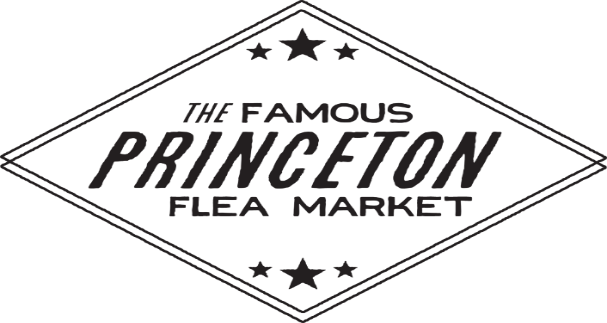 THE FAMOUS
PRINCETON
FLEA MARKET